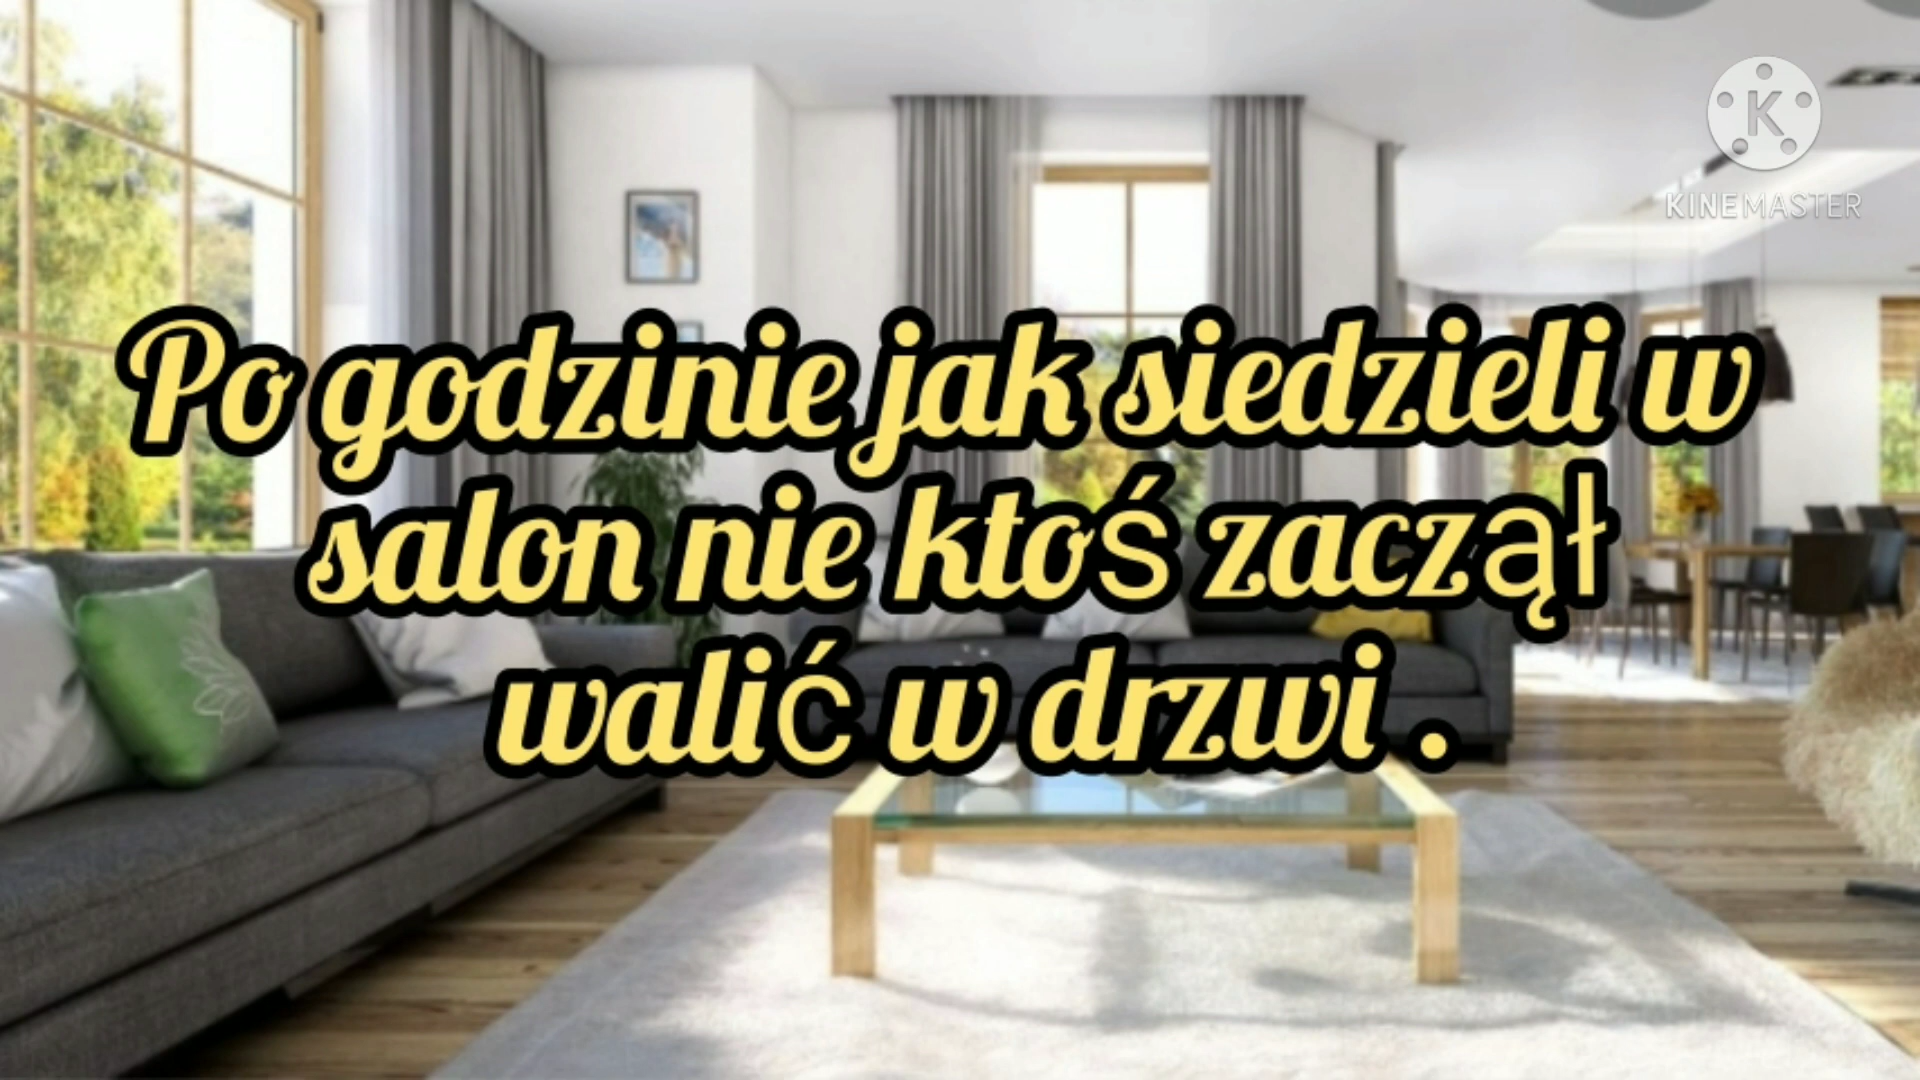 K
KINEMASTER
Po godzinie jak siedzieli w
salon nie ktoś zaczął
walić w drzwi .